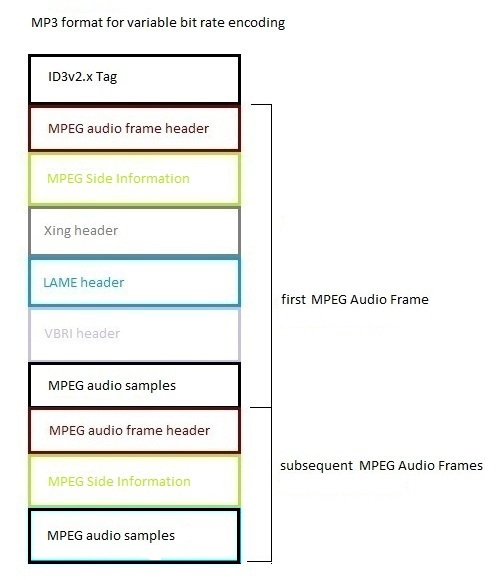 MP3 format for variable bit rate encoding
ID3v2.x Tag
MPEG audio frame header
MPEG Side Information
Xing header
LAME header
VBRI header
MPEG audio samples
first MPEG Audio Frame
MPEG audio frame header
MPEG Side Information
MPEG audio samples
subsequent MPEG Audio Frames